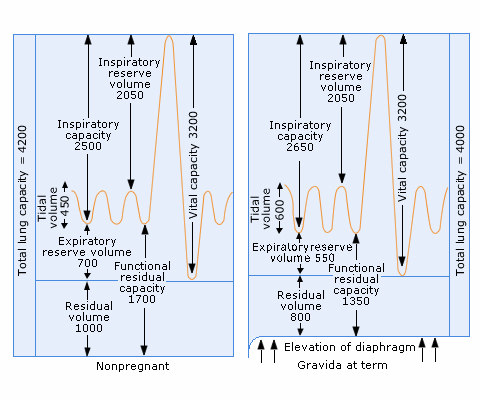 Total lung capacity = 4200
Inspiratory
reserve
volume
2050
Inspiratory
capacity
2500
Vital capacity 3200
Tidal
volume
450
Expiratory
reserve volume
700
Functional
residual
capacity
1700
Residual
volume
1000
Nonpregnant
Inspiratory
reserve
volume
2050
Inspiratory
capacity
2650
Vital capacity 3200
Total lung capacity = 4000
Tidal
volume
600
Expiratory reserve
volume 550
Functional
residual
capacity
1350
Residual
volume
800
Elevation of diaphragm
Gravida at term